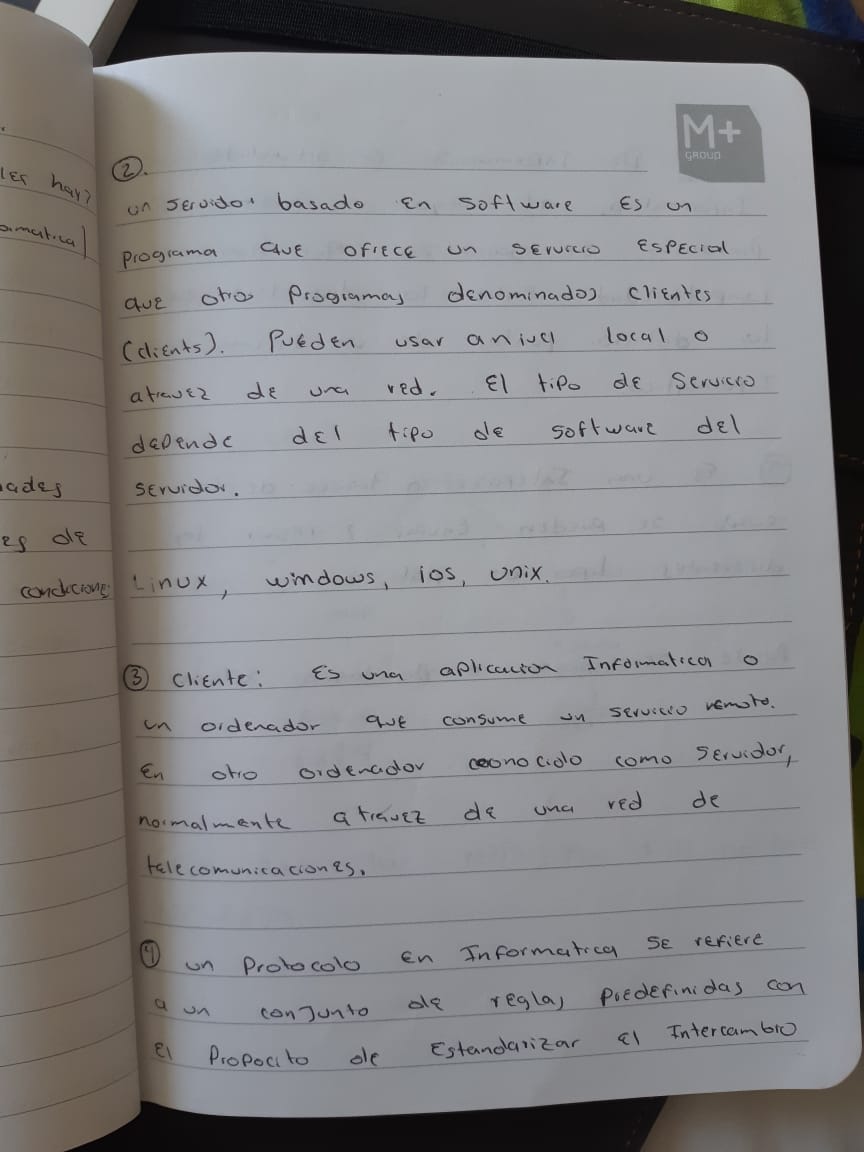 M+
GROUP
les hay?
omatica]
ades
es de
condiciones
②.
un servidor basado en software es un
programa que ofrece un servicio especial
que otros programas denominados clientes
(clients). Pueden usar a nivel local o
atravez de una red. El tipo de servicio
depende del tipo de software del
servidor.
Linux, windows, ios, unix.
③ Cliente: Es una aplicacion Informatica o
un ordenador que consume un servicio remoto.
En otro ordenador conocido como servidor,
normalmente atravez de una red de
telecomunicaciones.
④ un Protocolo en Informatica se refiere
a un conjunto de reglas predefinidas con
el Propocito de Estandarizar el Intercambio